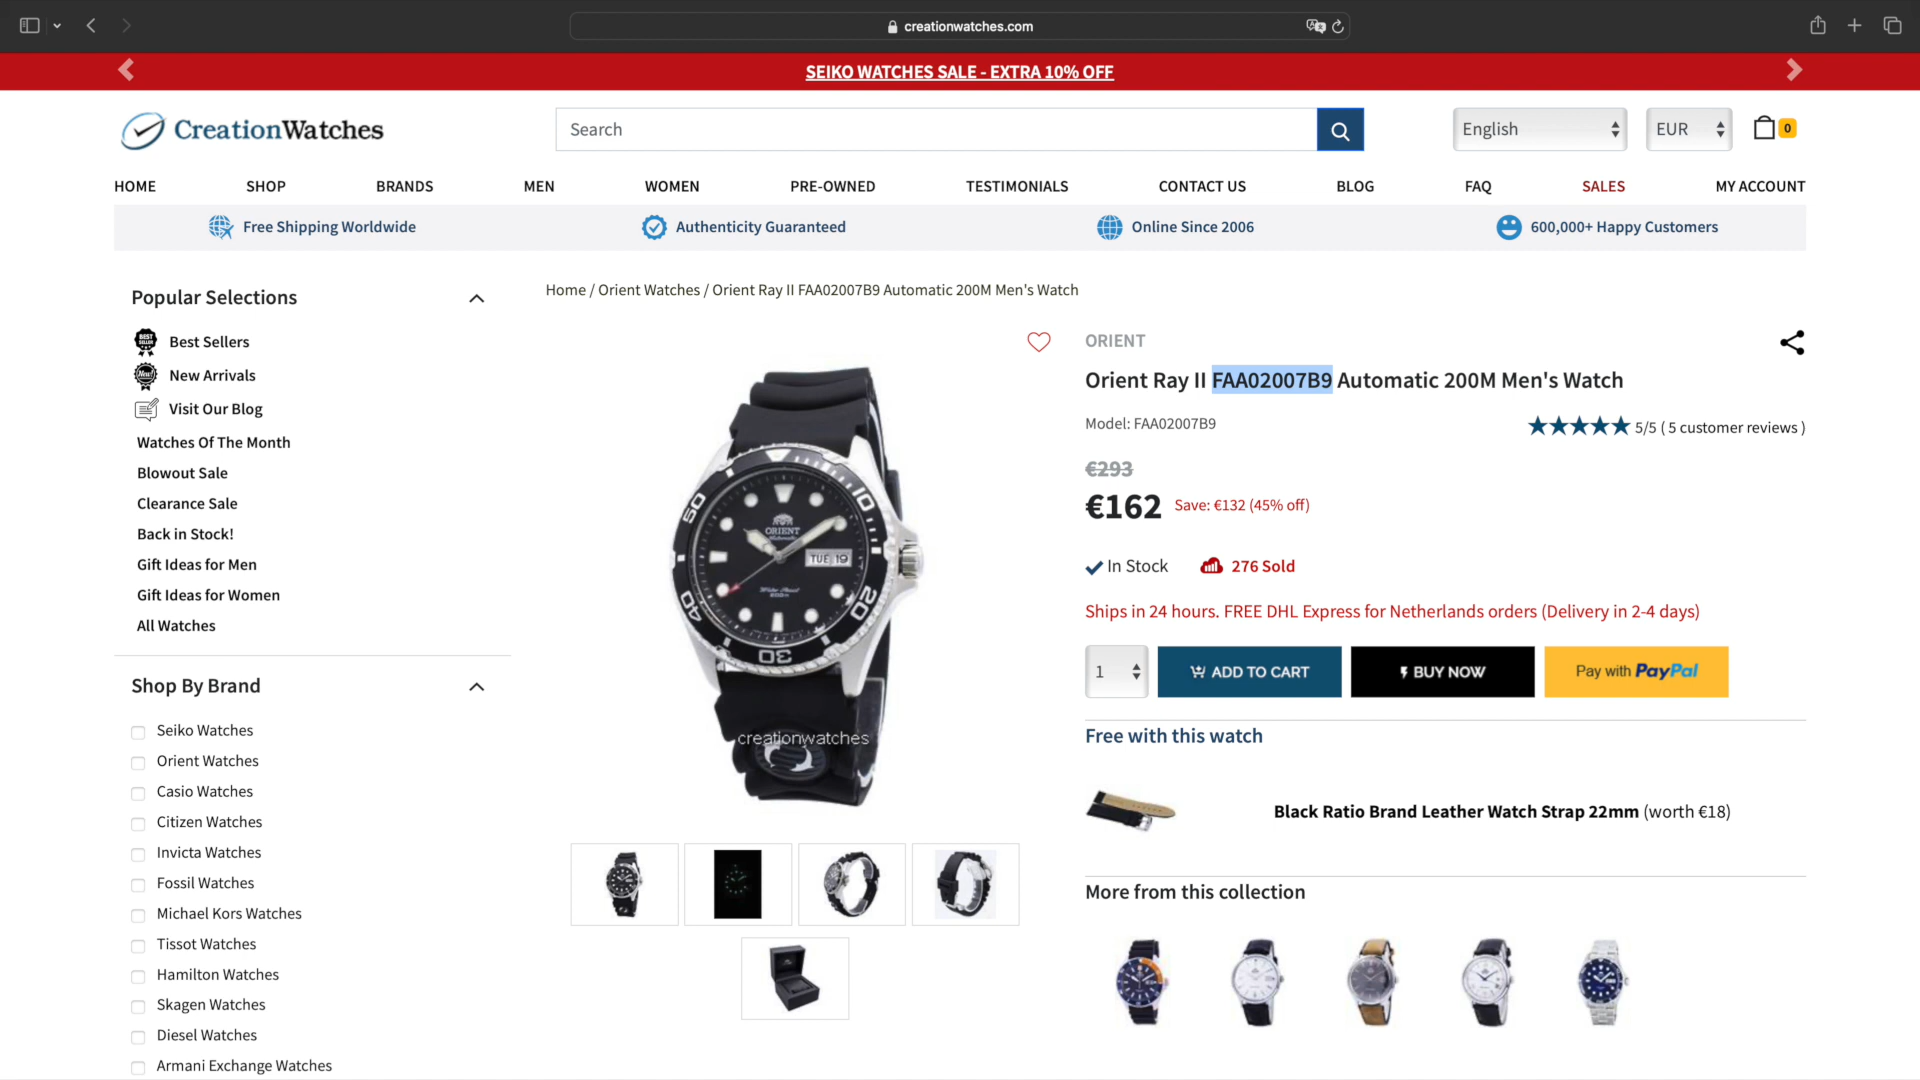 creationwatches.com
SEIKO WATCHES SALE - EXTRA 10% OFF
CreationWatches
Search
English
EUR
0
HOME
SHOP
BRANDS
MEN
WOMEN
PRE-OWNED
TESTIMONIALS
CONTACT US
BLOG
FAQ
SALES
MY ACCOUNT
Free Shipping Worldwide
Authenticity Guaranteed
Online Since 2006
600,000+ Happy Customers
Popular Selections
Best Sellers
New Arrivals
Visit Our Blog
Watches Of The Month
Blowout Sale
Clearance Sale
Back in Stock!
Gift Ideas for Men
Gift Ideas for Women
All Watches
Shop By Brand
Seiko Watches
Orient Watches
Casio Watches
Citizen Watches
Invicta Watches
Fossil Watches
Michael Kors Watches
Tissot Watches
Hamilton Watches
Skagen Watches
Diesel Watches
Armani Exchange Watches
Home / Orient Watches / Orient Ray II FAA02007B9 Automatic 200M Men's Watch
50
10
20
30
40
ORIENT
Automatic
TUE 19
creationwatches
ORIENT
Orient Ray II FAA02007B9 Automatic 200M Men's Watch
Model: FAA02007B9
5/5 ( 5 customer reviews )
€293
€162 Save: €132 (45% off)
In Stock
276 Sold
Ships in 24 hours. FREE DHL Express for Netherlands orders (Delivery in 2-4 days)
1
ADD TO CART
BUY NOW
Pay with PayPal
Free with this watch
Black Ratio Brand Leather Watch Strap 22mm (worth €18)
More from this collection